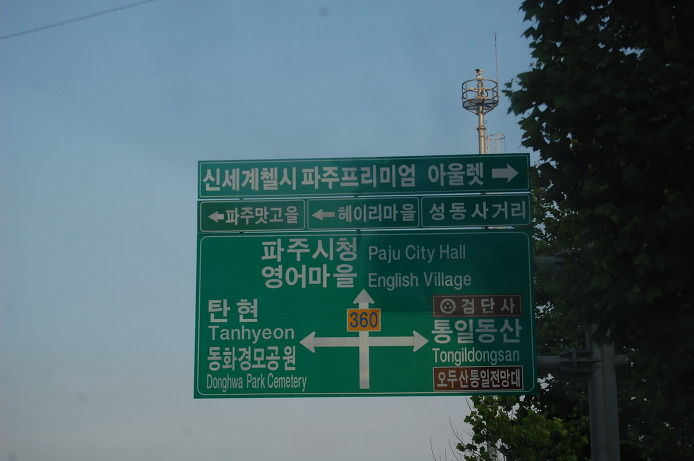 신세계첼시 파주프리미엄 아울렛 →
← 파주맛고을
← 헤이리마을
성동사거리
파주시청 Paju City Hall
영어마을 English Village
360
탄현
Tanhyeon
동화경모공원
Donghwa Park Cemetery
검단사
통일동산
Tongildongsan
오두산통일전망대